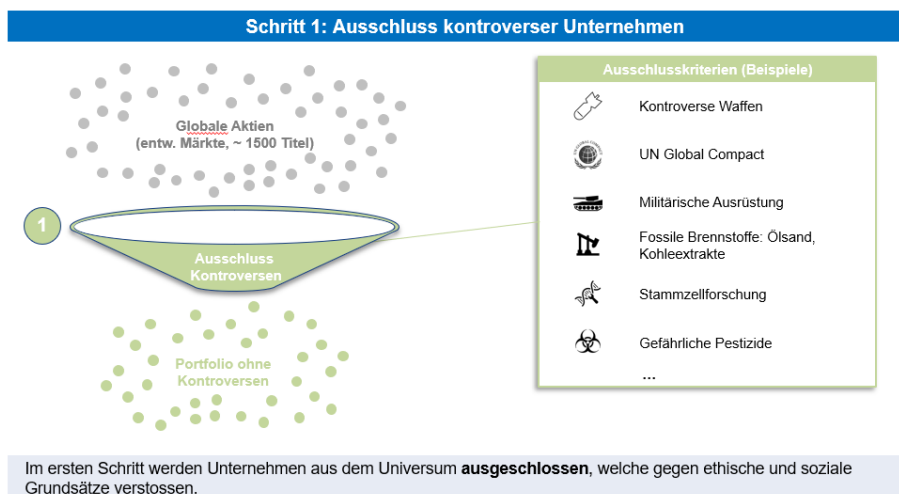 Schritt 1: Ausschluss kontroverser Unternehmen
Globale Aktien
(entw. Märkte, ~ 1500 Titel)
1
Ausschluss
Kontroversen
Portfolio ohne
Kontroversen
Ausschlusskriterien (Beispiele)
Kontroverse Waffen
UN Global Compact
Militärische Ausrüstung
Fossile Brennstoffe: Ölsand,
Kohleextrakte
Stammzellforschung
Gefährliche Pestizide
...
Im ersten Schritt werden Unternehmen aus dem Universum ausgeschlossen, welche gegen ethische und soziale
Grundsätze verstossen.